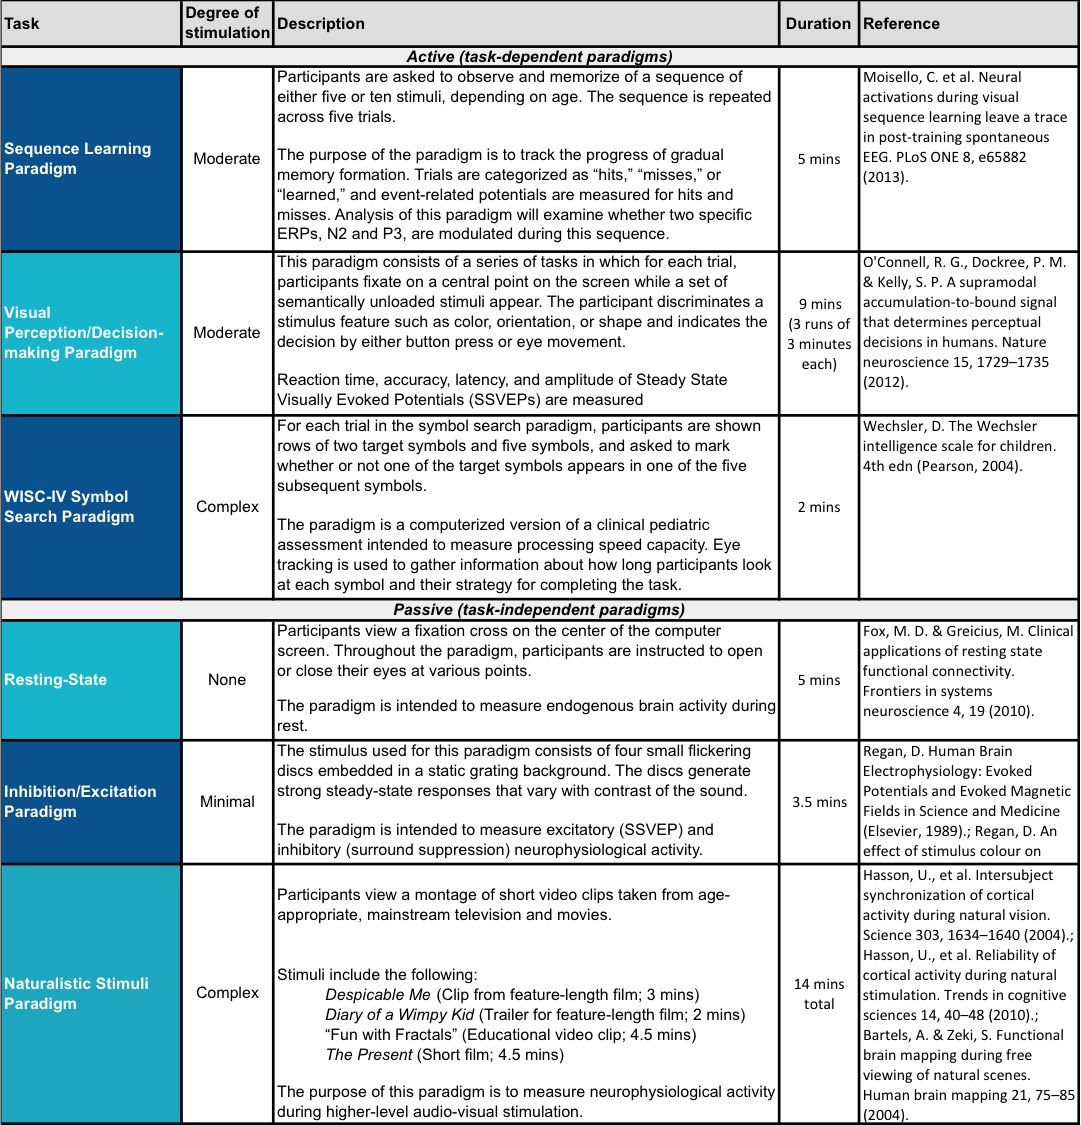 Task
Degree of
stimulation
Description
Duration
Reference
Active (task-dependent paradigms)
Sequence Learning
Paradigm
Moderate
Participants are asked to observe and memorize of a sequence of
either five or ten stimuli, depending on age. The sequence is repeated
across five trials.
The purpose of the paradigm is to track the progress of gradual
memory formation. Trials are categorized as “hits,” “misses,” or
“learned,” and event-related potentials are measured for hits and
misses. Analysis of this paradigm will examine whether two specific
ERPs, N2 and P3, are modulated during this sequence.
5 mins
Moisello, C. et al. Neural
activations during visual
sequence learning leave a trace
in post-training spontaneous
EEG. PLoS ONE 8, e65882
(2013).
Visual
Perception/Decision-
making Paradigm
Moderate
This paradigm consists of a series of tasks in which for each trial,
participants fixate on a central point on the screen while a set of
semantically unloaded stimuli appear. The participant discriminates a
stimulus feature such as color, orientation, or shape and indicates the
decision by either button press or eye movement.
Reaction time, accuracy, latency, and amplitude of Steady State
Visually Evoked Potentials (SSVEPs) are measured
9 mins
(3 runs of
3 minutes
each)
O'Connell, R. G., Dockree, P. M.
& Kelly, S. P. A supramodal
accumulation-to-bound signal
that determines perceptual
decisions in humans. Nature
neuroscience 15, 1729–1735
(2012).
WISC-IV Symbol
Search Paradigm
Complex
For each trial in the symbol search paradigm, participants are shown
rows of two target symbols and five symbols, and asked to mark
whether or not one of the target symbols appears in one of the five
subsequent symbols.
The paradigm is a computerized version of a clinical pediatric
assessment intended to measure processing speed capacity. Eye
tracking is used to gather information about how long participants look
at each symbol and their strategy for completing the task.
2 mins
Wechsler, D. The Wechsler
intelligence scale for children.
4th edn (Pearson, 2004).
Passive (task-independent paradigms)
Resting-State
None
Participants view a fixation cross on the center of the computer
screen. Throughout the paradigm, participants are instructed to open
or close their eyes at various points.
The paradigm is intended to measure endogenous brain activity during
rest.
5 mins
Fox, M. D. & Greicius, M. Clinical
applications of resting state
functional connectivity.
Frontiers in systems
neuroscience 4, 19 (2010).
Inhibition/Excitation
Paradigm
Minimal
The stimulus used for this paradigm consists of four small flickering
discs embedded in a static grating background. The discs generate
strong steady-state responses that vary with contrast of the sound.
The paradigm is intended to measure excitatory (SSVEP) and
inhibitory (surround suppression) neurophysiological activity.
3.5 mins
Regan, D. Human Brain
Electrophysiology: Evoked
Potentials and Evoked Magnetic
Fields in Science and Medicine
(Elsevier, 1989).; Regan, D. An
effect of stimulus colour on
Naturalistic Stimuli
Paradigm
Complex
Participants view a montage of short video clips taken from age-
appropriate, mainstream television and movies.
Stimuli include the following:
Despicable Me (Clip from feature-length film; 3 mins)
Diary of a Wimpy Kid (Trailer for feature-length film; 2 mins)
“Fun with Fractals” (Educational video clip; 4.5 mins)
The Present (Short film; 4.5 mins)
The purpose of this paradigm is to measure neurophysiological activity
during higher-level audio-visual stimulation.
14 mins
total
Hasson, U., et al. Intersubject
synchronization of cortical
activity during natural vision.
Science 303, 1634–1640 (2004).;
Hasson, U., et al. Reliability of
cortical activity during natural
stimulation. Trends in cognitive
sciences 14, 40–48 (2010).;
Bartels, A. & Zeki, S. Functional
brain mapping during free
viewing of natural scenes.
Human brain mapping 21, 75–85
(2004).